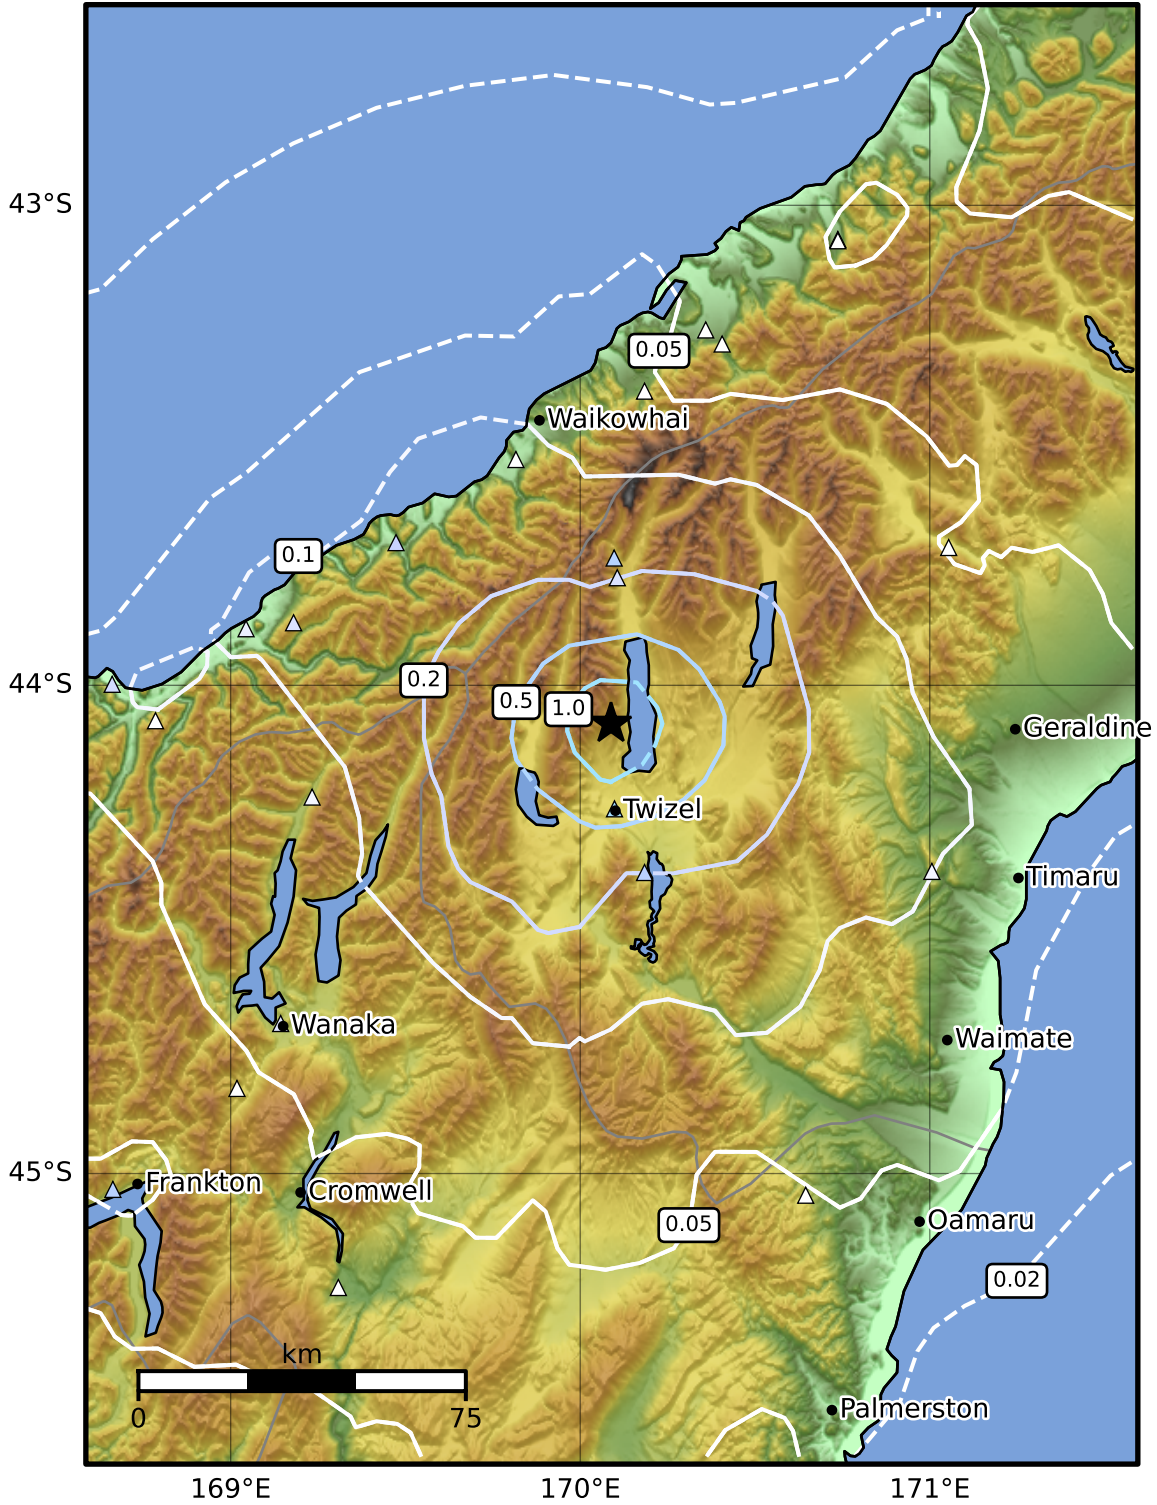 43°S
0.05
Waikowhai
0.1
44°S
0.2
0.5
1.0
Geraldine
Twizel
Timaru
Wanaka
Waimate
45°S
Frankton
Cromwell
0.05
Oamaru
0.02
km
0
75
Palmerston
169°E
170°E
171°E